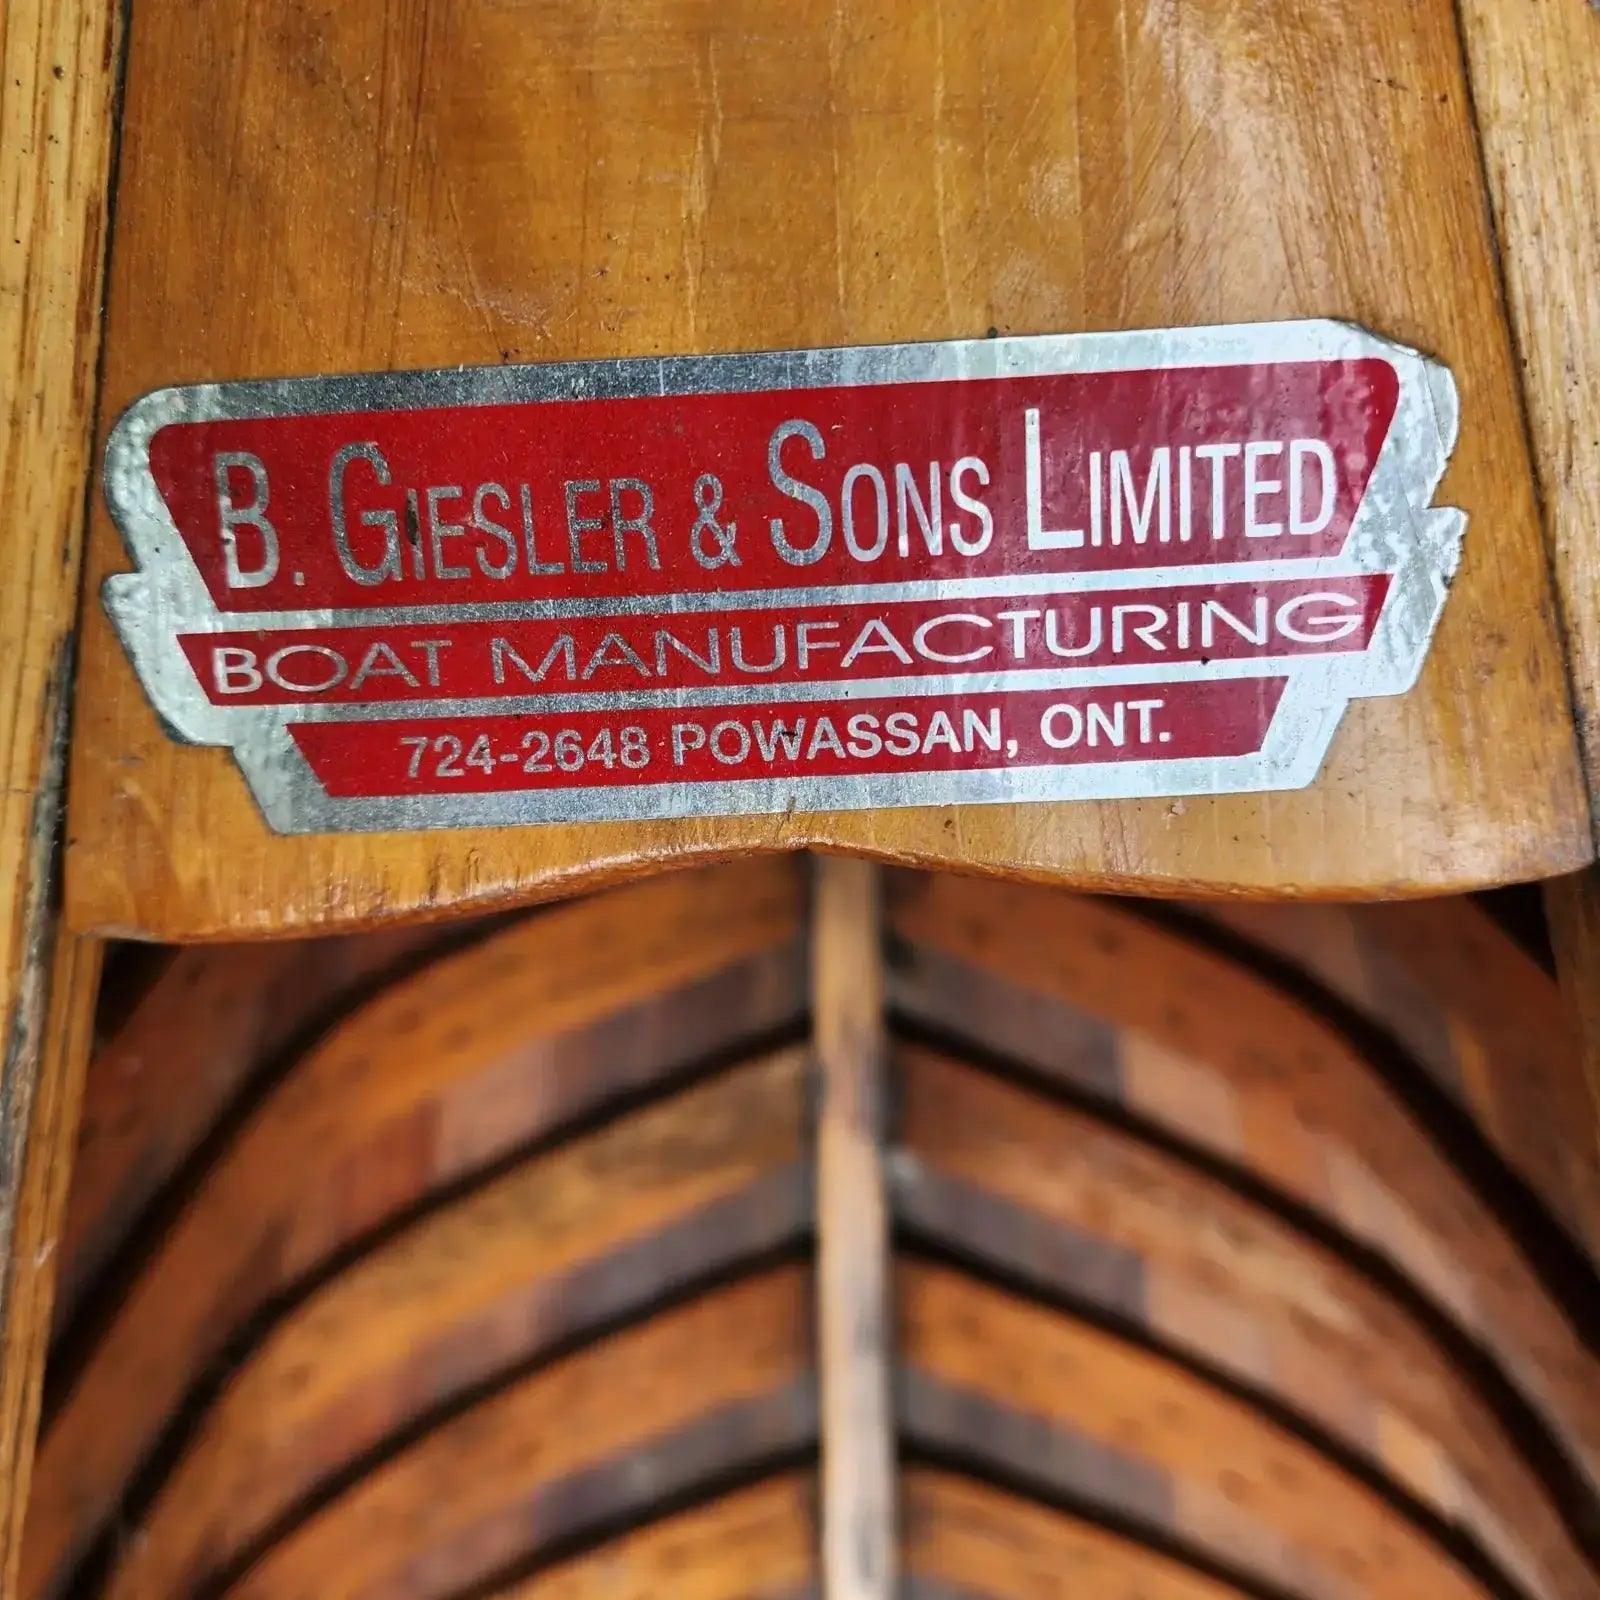 B. GIESLER & SONS LIMITED
BOAT MANUFACTURING
724-2648 POWASSAN, ONT.